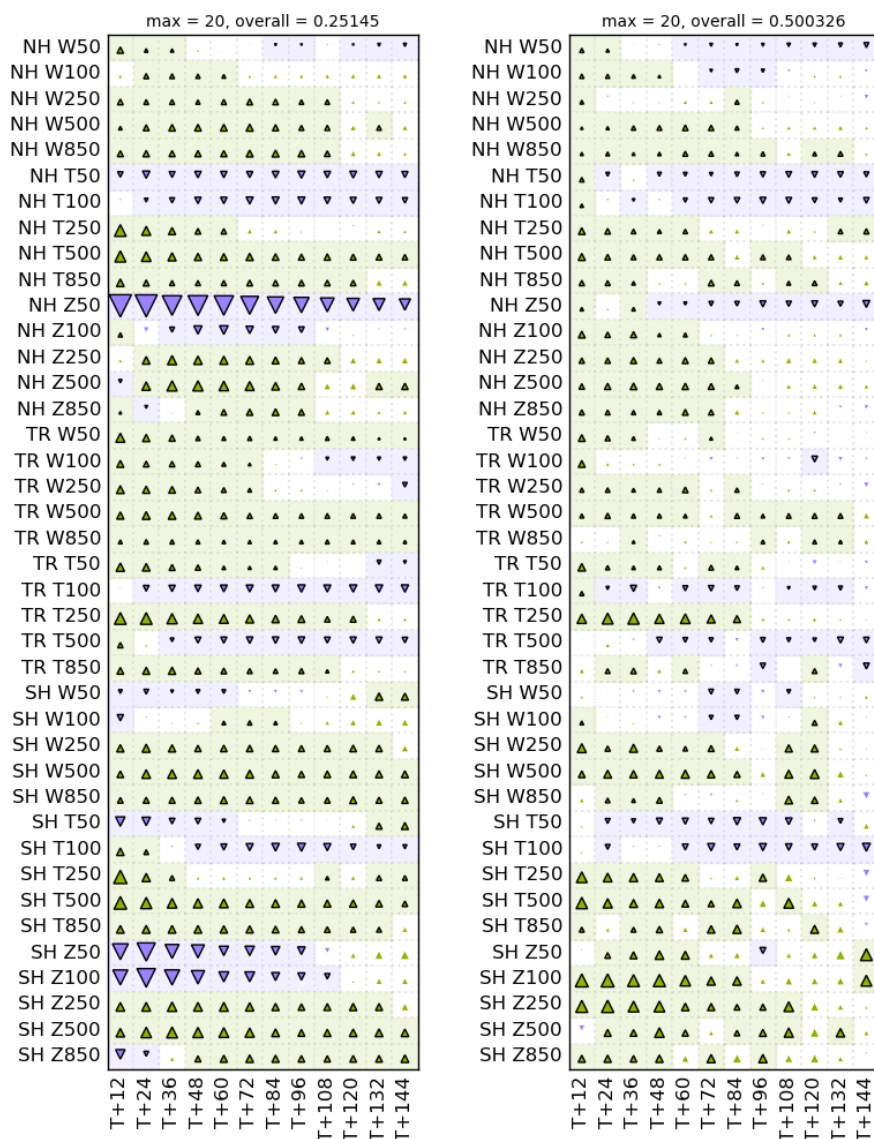 max = 20, overall = 0.25145
max = 20, overall = 0.500326
NH W50
NH W100
NH W250
NH W500
NH W850
NH T50
NH T100
NH T250
NH T500
NH T850
NH Z50
NH Z100
NH Z250
NH Z500
NH Z850
TR W50
TR W100
TR W250
TR W500
TR W850
TR T50
TR T100
TR T250
TR T500
TR T850
SH W50
SH W100
SH W250
SH W500
SH W850
SH T50
SH T100
SH T250
SH T500
SH T850
SH Z50
SH Z100
SH Z250
SH Z500
SH Z850
T+12
T+24
T+36
T+48
T+60
T+72
T+84
T+96
T+108
T+120
T+132
T+144
NH W50
NH W100
NH W250
NH W500
NH W850
NH T50
NH T100
NH T250
NH T500
NH T850
NH Z50
NH Z100
NH Z250
NH Z500
NH Z850
TR W50
TR W100
TR W250
TR W500
TR W850
TR T50
TR T100
TR T250
TR T500
TR T850
SH W50
SH W100
SH W250
SH W500
SH W850
SH T50
SH T100
SH T250
SH T500
SH T850
SH Z50
SH Z100
SH Z250
SH Z500
SH Z850
T+12
T+24
T+36
T+48
T+60
T+72
T+84
T+96
T+108
T+120
T+132
T+144